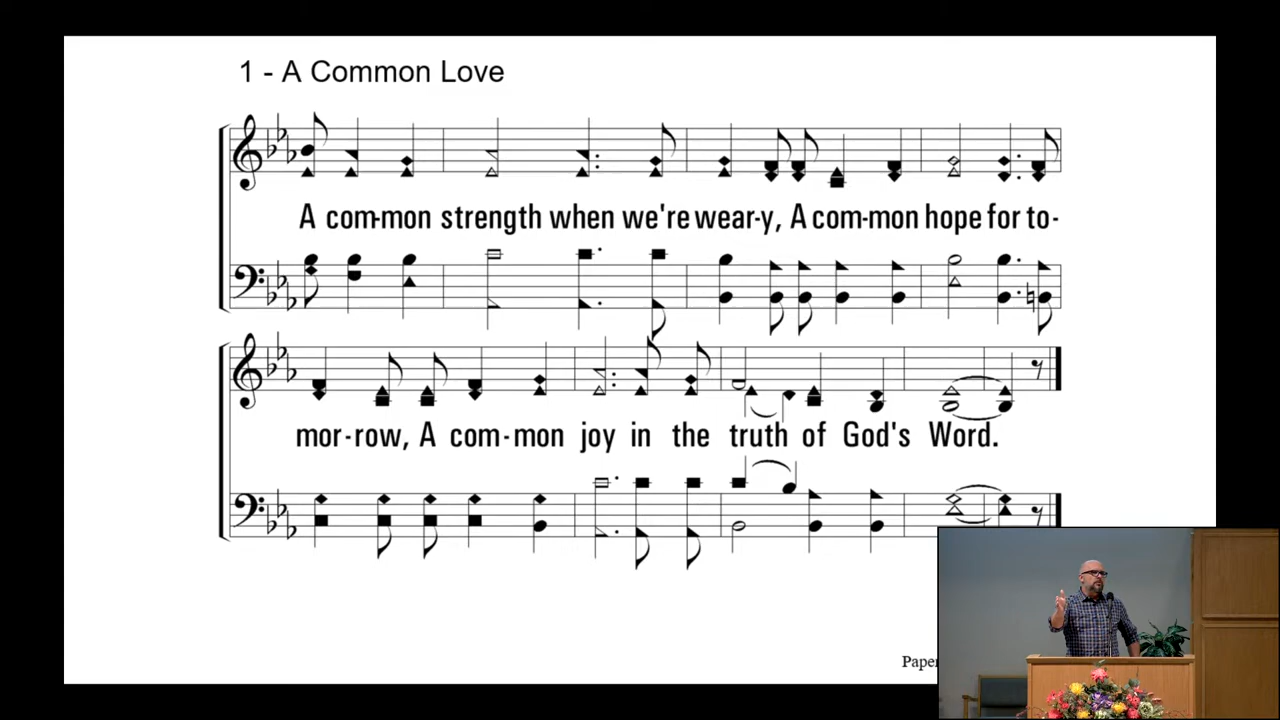 1 - A Common Love
A com-mon strength when we're wear-y, A com-mon hope for to-
mor-row, A com-mon joy in the truth of God's Word.
Paper